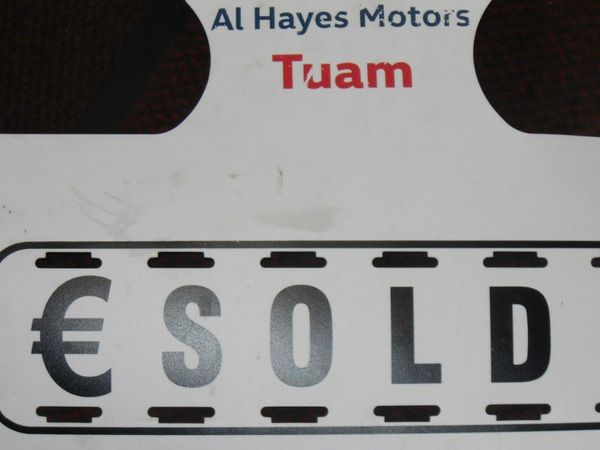 Al Hayes Motors
Tuam
€SOLD